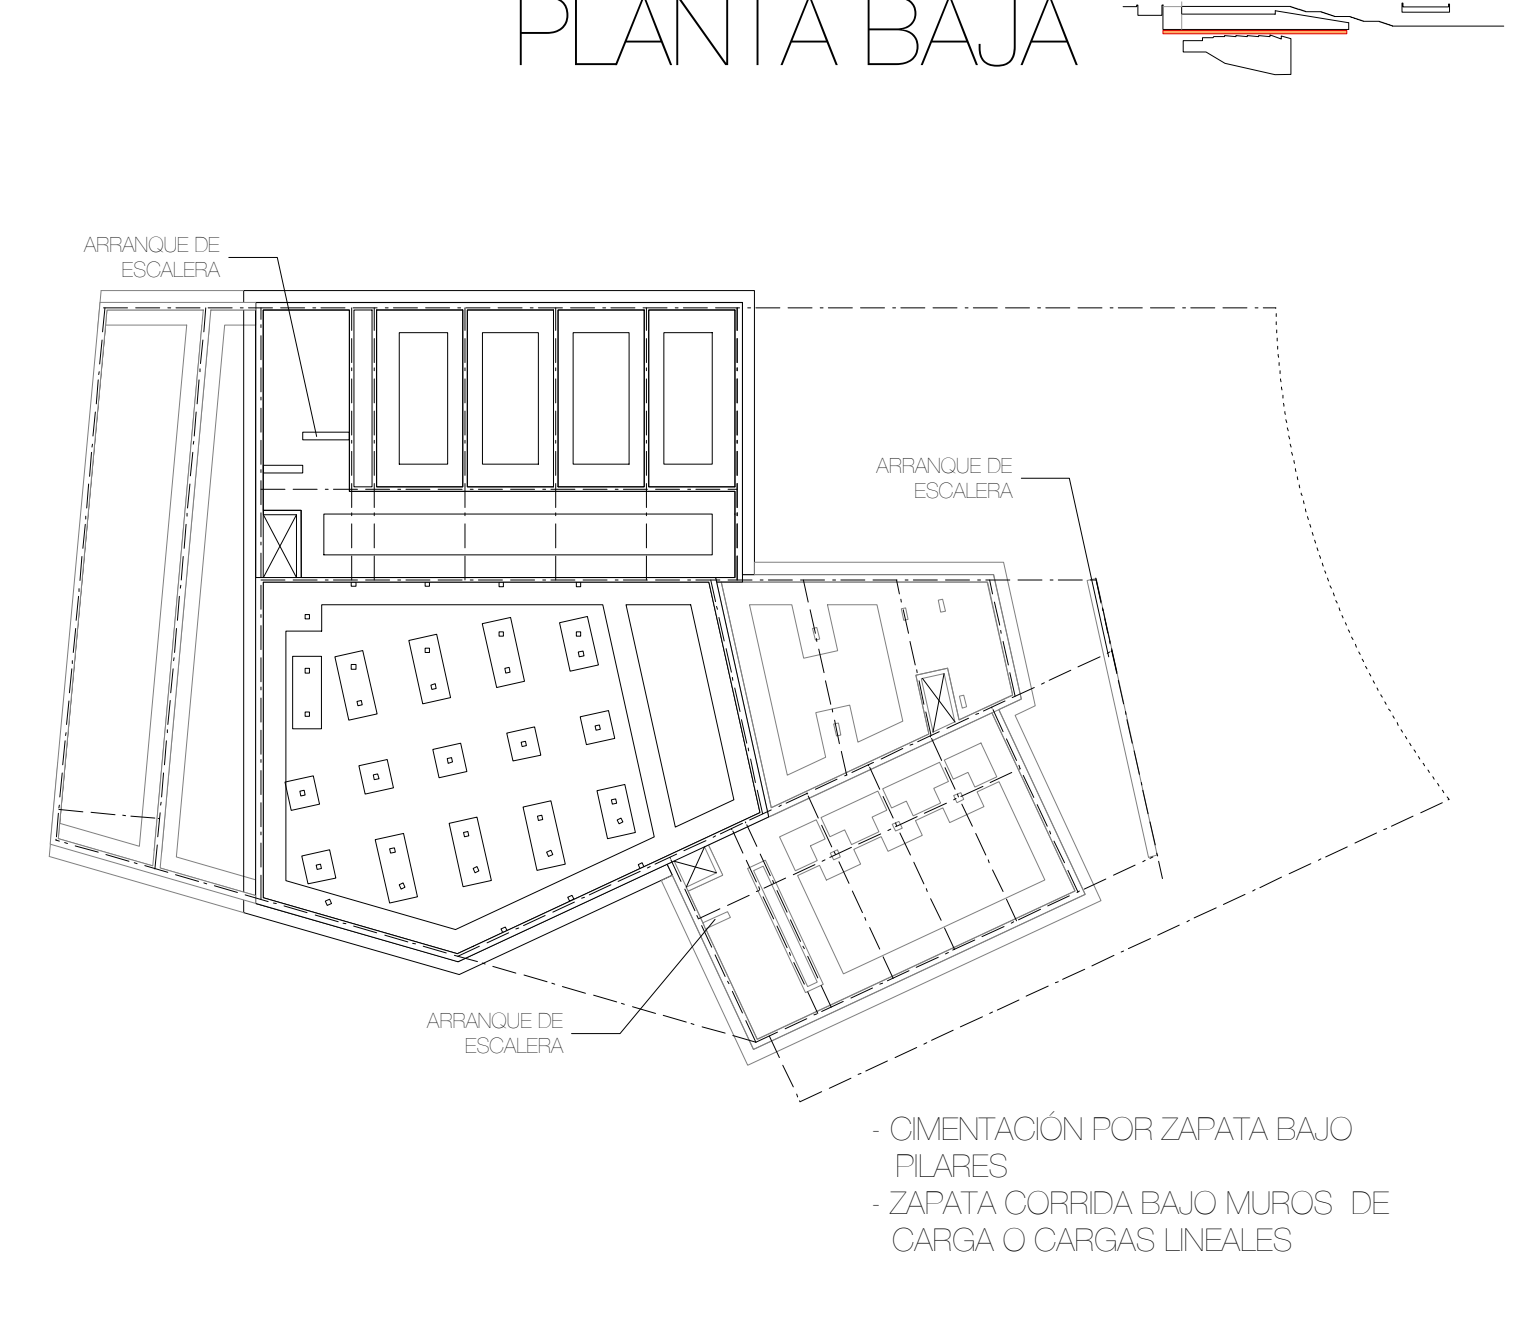 PLANTA BAJA
ARRANQUE DE
ESCALERA
ARRANQUE DE
ESCALERA
ARRANQUE DE
ESCALERA
- CIMENTACIÓN POR ZAPATA BAJO
PILARES
- ZAPATA CORRIDA BAJO MUROS DE
CARGA O CARGAS LINEALES